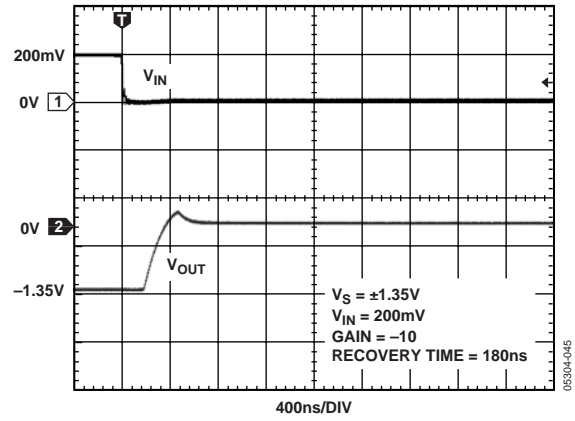 T
200mV
V_IN
0V 1
0V 2
V_OUT
–1.35V
V_S = ±1.35V
V_IN = 200mV
GAIN = –10
RECOVERY TIME = 180ns
400ns/DIV
05304-045